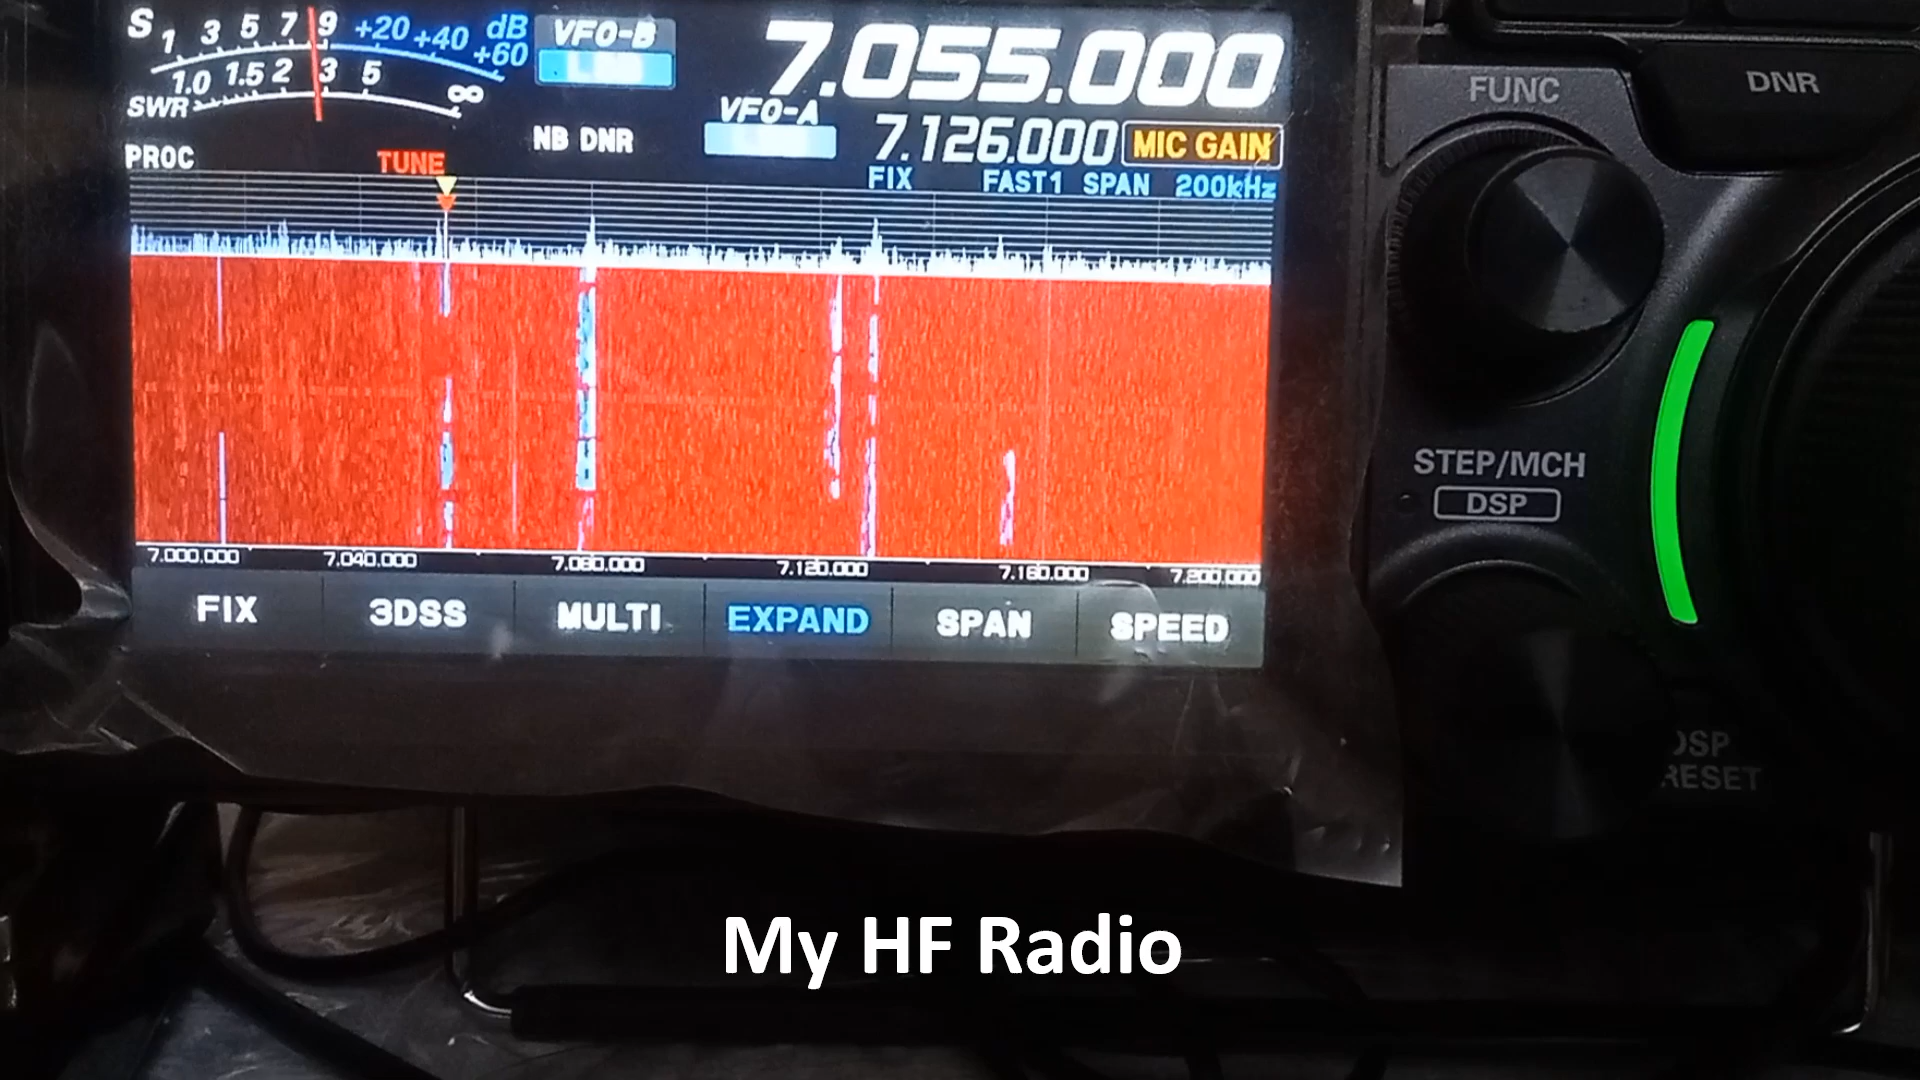 S 1 3 5 7 9 +20 +40 +60 dB
VFO-B
7.055.000
1.0 1.5 2 3 5 ∞
SWR
VFO-A
7.126.000
MIC GAIN
NB DNR
PROC
TUNE
FIX FAST1 SPAN 200kHz
7.000.000 7.040.000 7.080.000 7.120.000 7.160.000 7.200.000
FIX 3DSS MULTI EXPAND SPAN SPEED
FUNC
DNR
STEP/MCH
DSP
DSP
RESET
My HF Radio